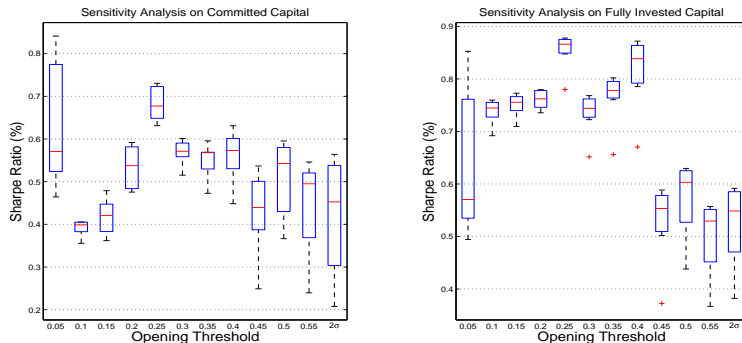 Sensitivity Analysis on Committed Capital
0.8
0.7
0.6
0.5
0.4
0.3
0.2
Sharpe Ratio (%)
0.05 0.1 0.15 0.2 0.25 0.3 0.35 0.4 0.45 0.5 0.55 2σ
Opening Threshold
Sensitivity Analysis on Fully Invested Capital
0.9
0.8
0.7
0.6
0.5
0.4
Sharpe Ratio (%)
0.05 0.1 0.15 0.2 0.25 0.3 0.35 0.4 0.45 0.5 0.55 2σ
Opening Threshold